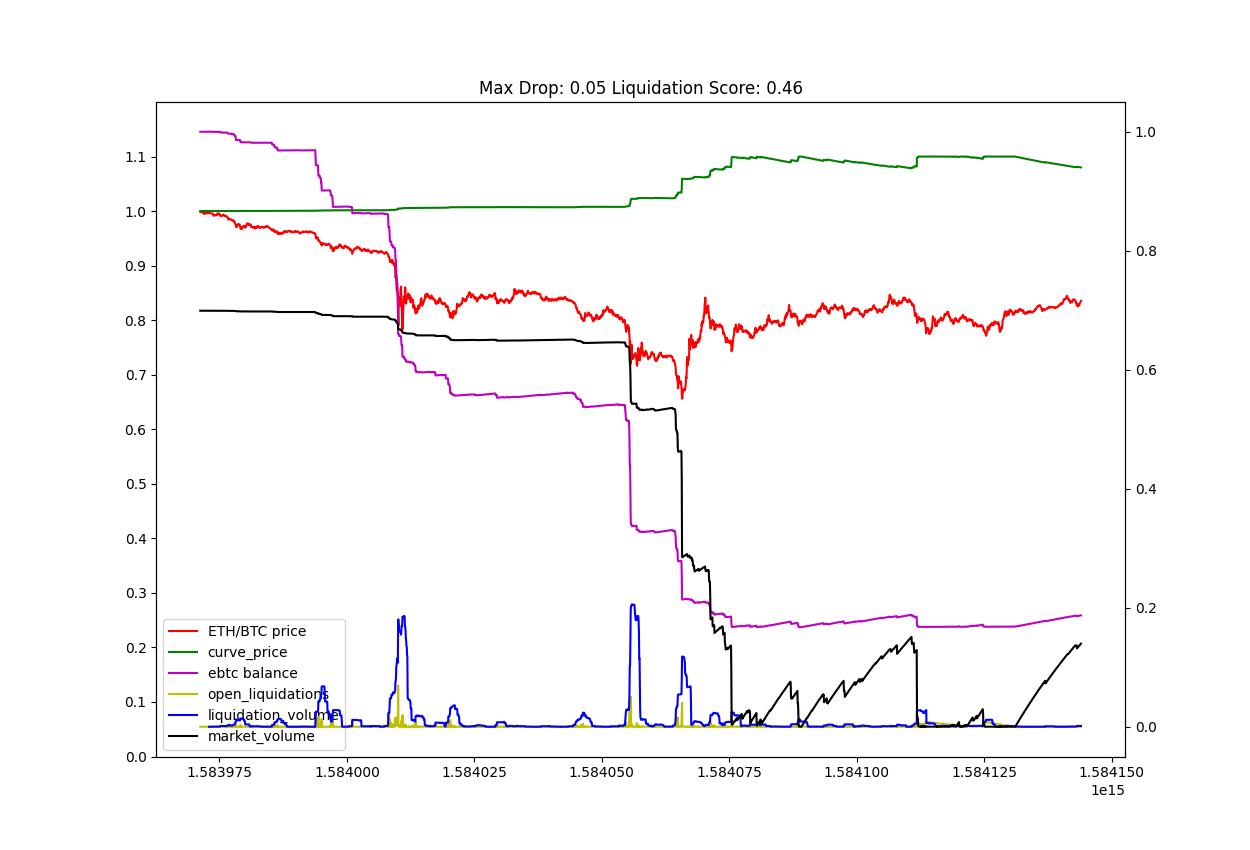 Max Drop: 0.05 Liquidation Score: 0.46
1.1
1.0
0.9
0.8
0.7
0.6
0.5
0.4
0.3
0.2
0.1
0.0
1.0
0.8
0.6
0.4
0.2
0.0
ETH/BTC price
curve_price
ebtc balance
open_liquidations
liquidation_volume
market_volume
1.583975 1.584000 1.584025 1.584050 1.584075 1.584100 1.584125 1.584150
1e15